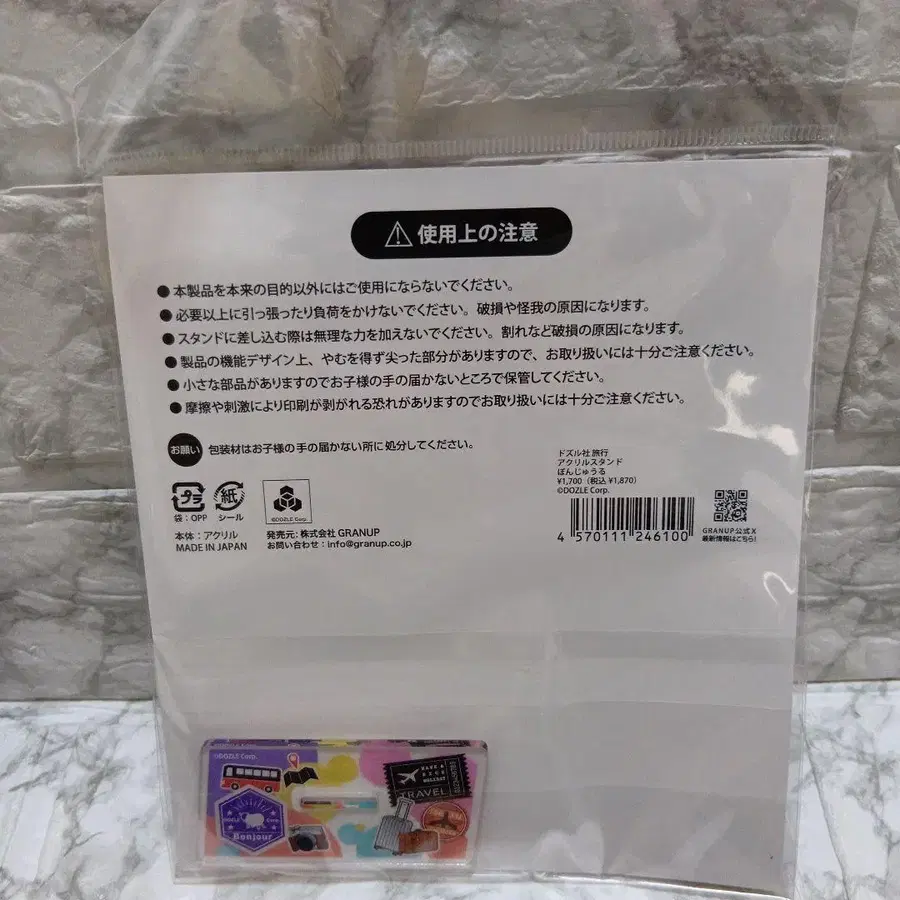 ⚠ 使用上の注意
●本製品を本来の目的以外にはご使用にならないでください。
●必要以上に引っ張ったり負荷をかけないでください。破損や怪我の原因になります。
●スタンドに差し込む際は無理な力を加えないでください。割れなど破損の原因になります。
●製品の機能デザイン上、やむを得ず尖った部分がありますので、お取り扱いには十分ご注意ください。
●小さな部品がありますのでお子様の手の届かないところで保管してください。
●摩擦や刺激により印刷が剥がれる恐れがありますのでお取り扱いには十分ご注意ください。
お願い 包装材はお子様の手の届かない所に処分してください。
ドズル社 旅行
アクリルスタンド
ぼんじゅうる
¥1,700（税込 ¥1,870）
©DOZLE Corp.
プラ 紙
袋：OPP シール
©DOZLE Corp.
本体：アクリル
MADE IN JAPAN
発売元：株式会社 GRANUP
お問い合わせ：info@granup.co.jp
4 570111 246100
GRANUP公式X
最新情報はこちら!
©DOZLE Corp.
TRAVEL
DOZLE Corp.
Bonjour